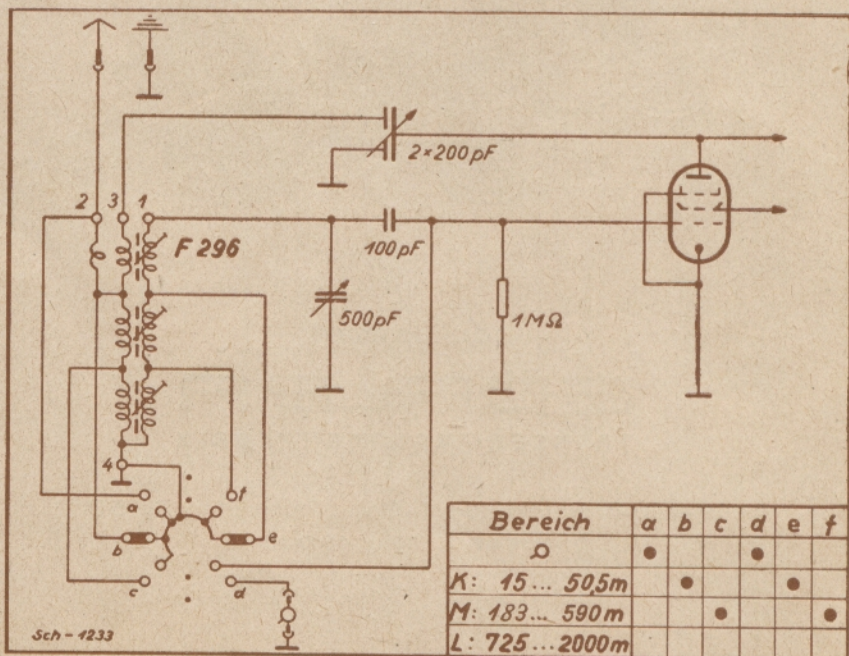 2×200pF
2 3 1
F 296
100pF
500pF
1MΩ
4
a f
b e
c d
Bereich a b c d e f
K: 15... 50,5m
M: 183... 590m
L: 725...2000m
Sch-1233